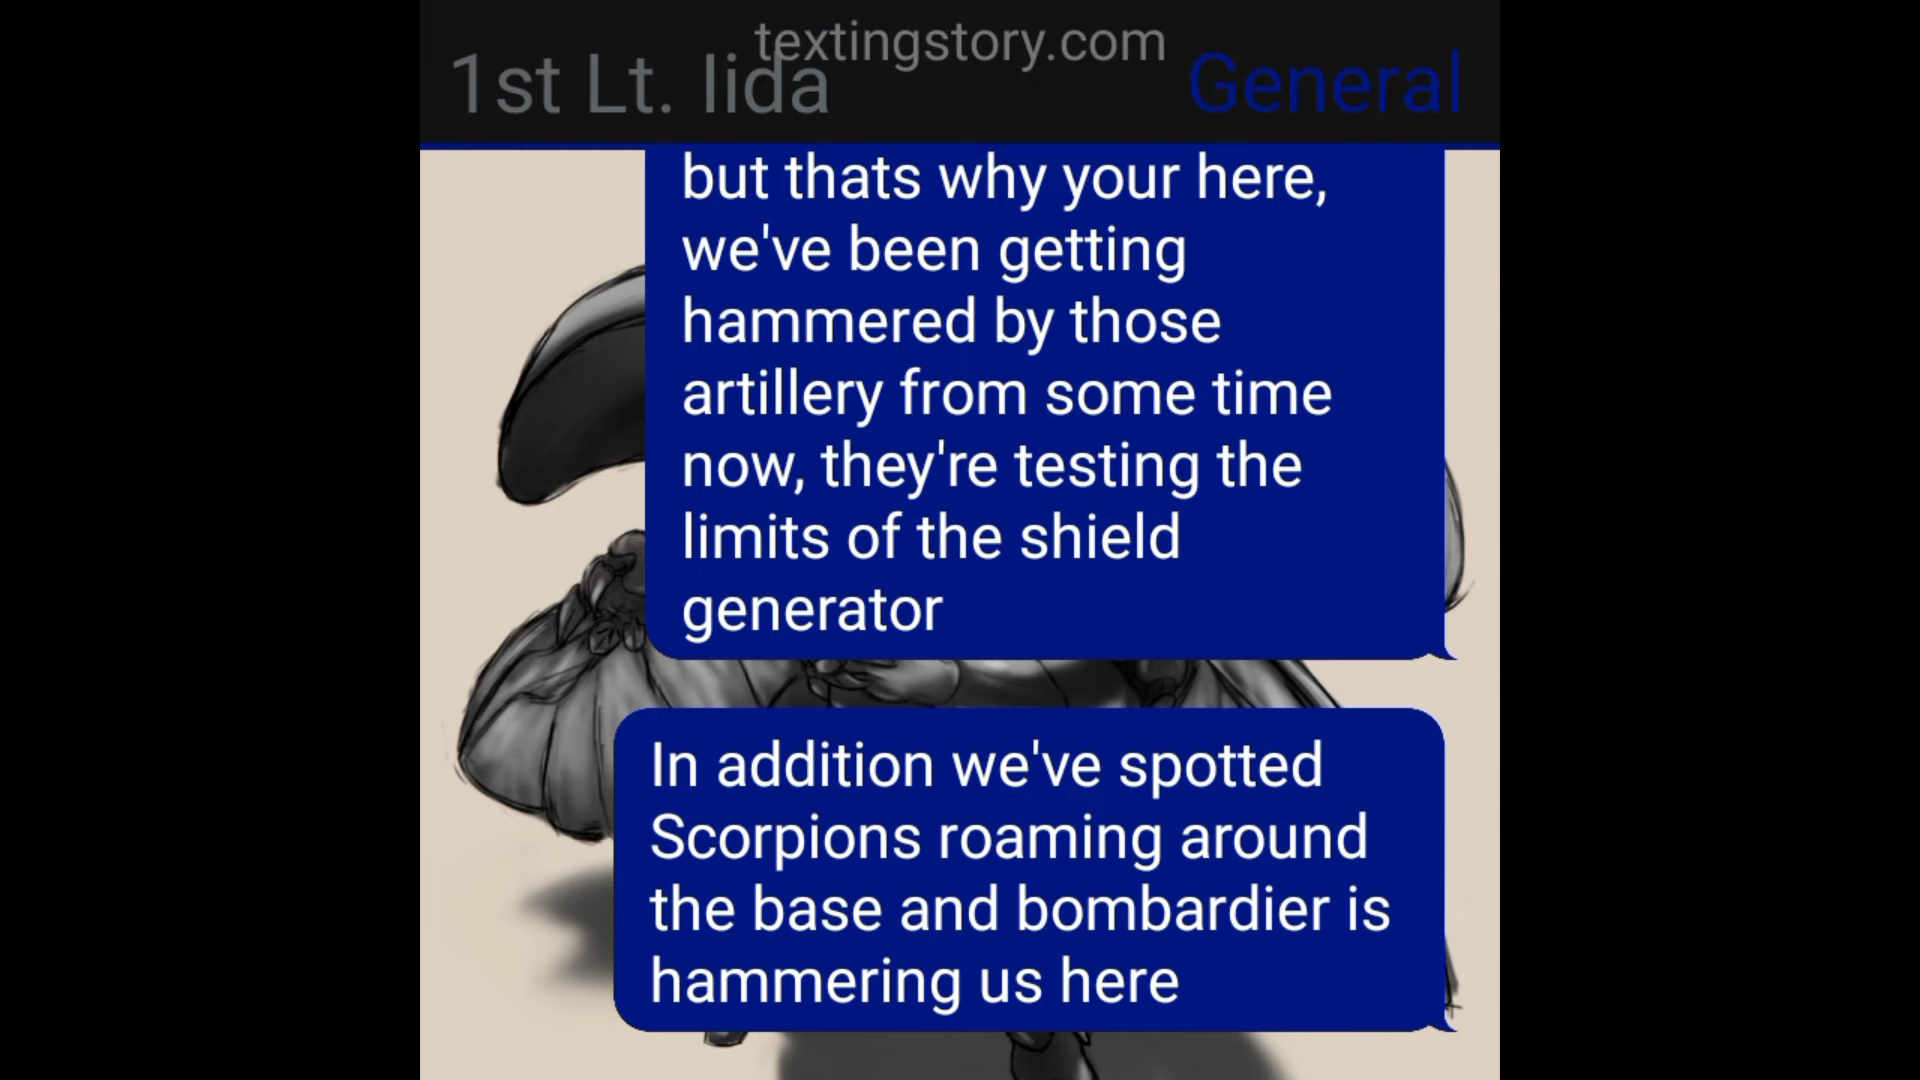 textingstory.com
1st Lt. Iida
General
but thats why your here,
we've been getting
hammered by those
artillery from some time
now, they're testing the
limits of the shield
generator
In addition we've spotted
Scorpions roaming around
the base and bombardier is
hammering us here